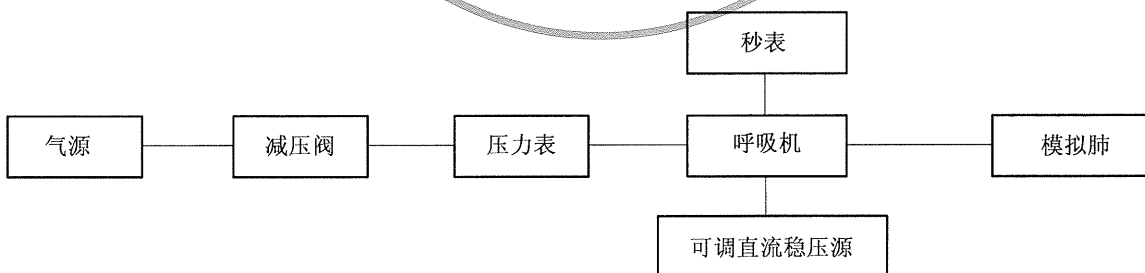 秒表
气源
减压阀
压力表
呼吸机
模拟肺
可调直流稳压源